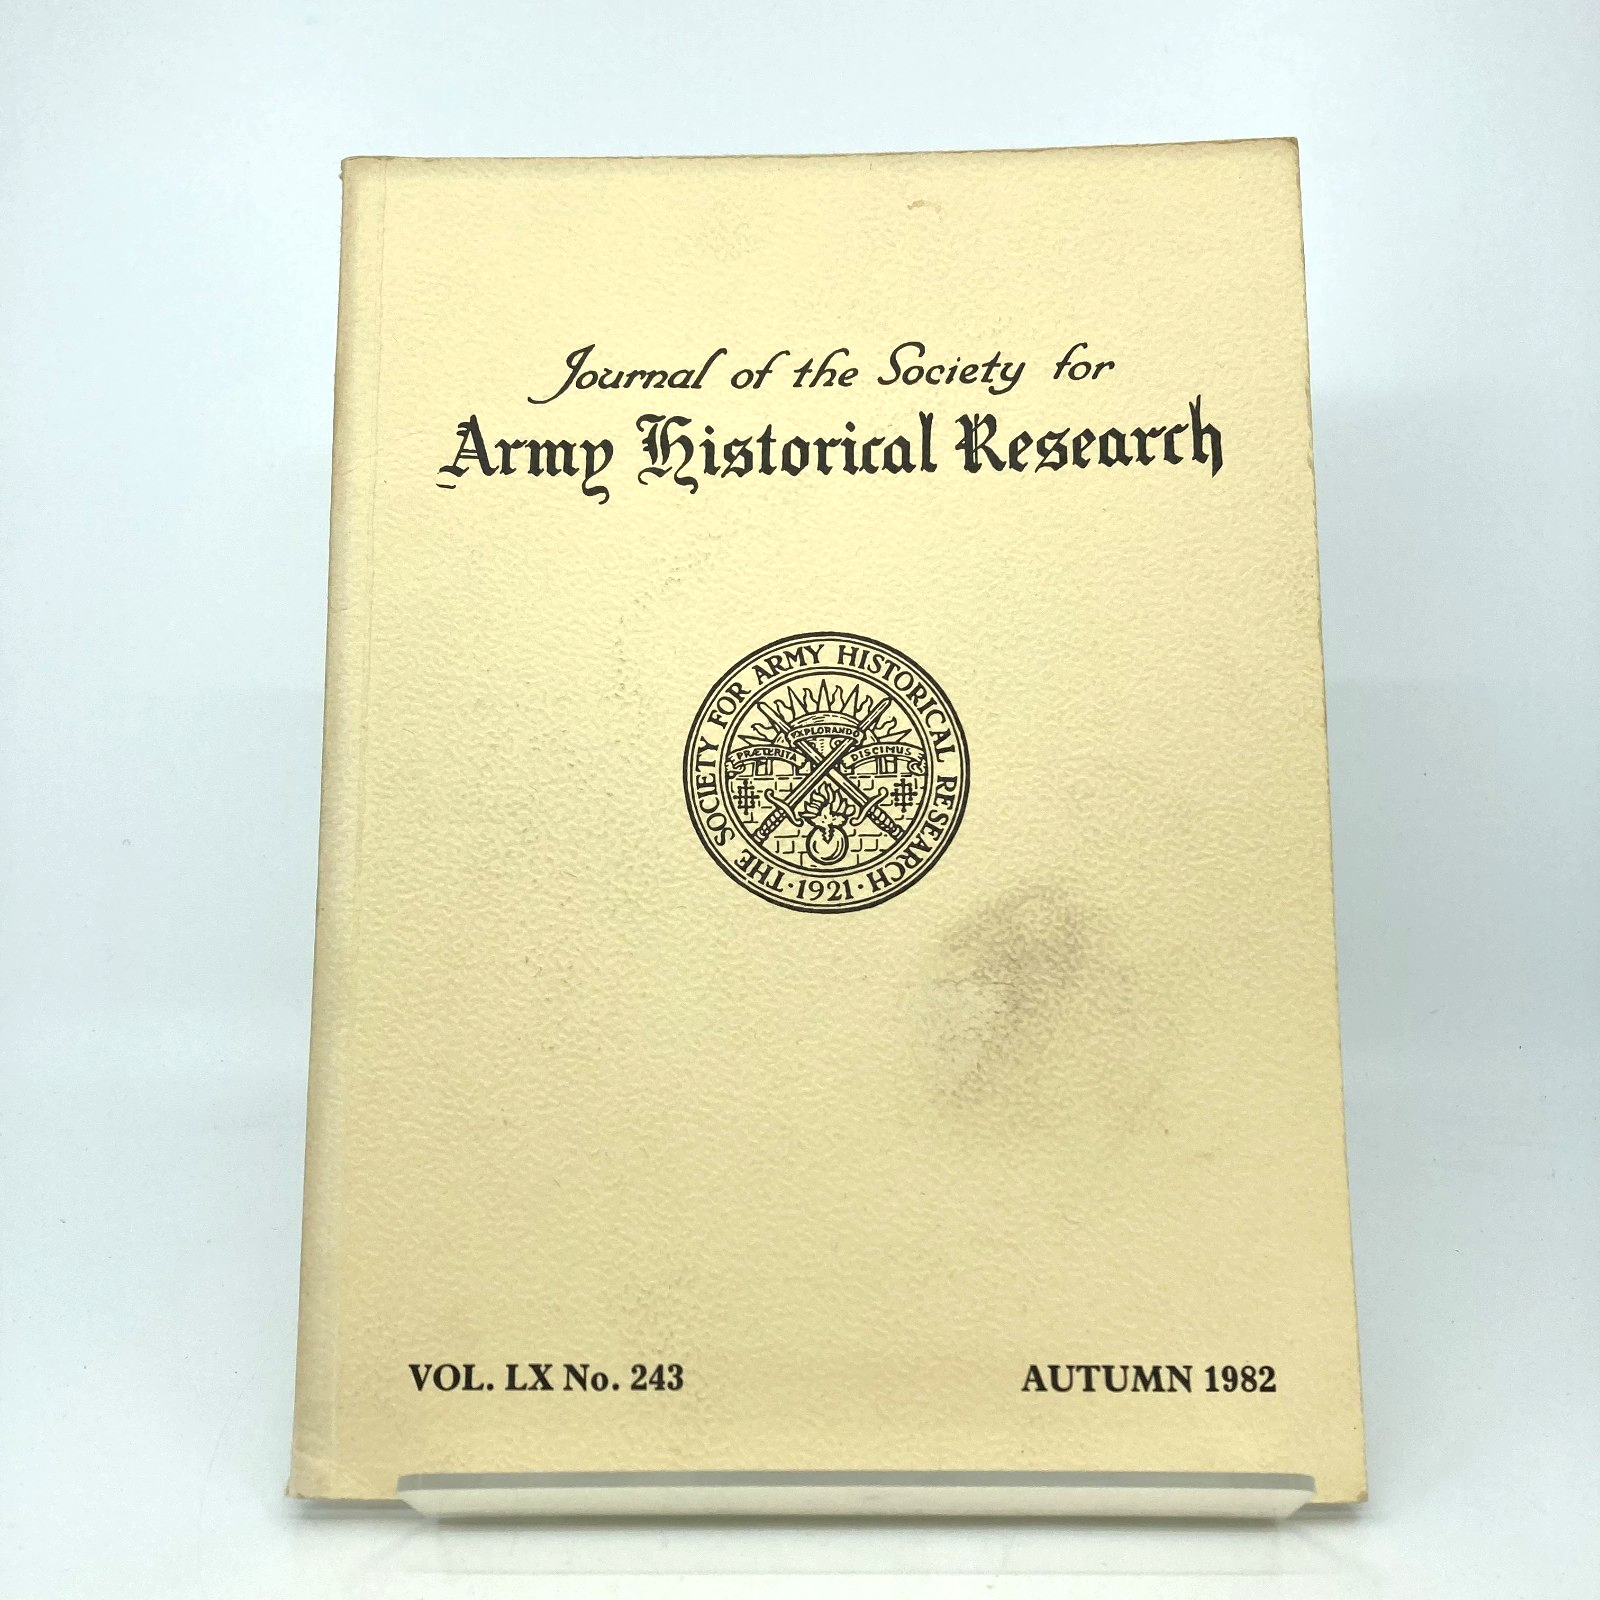 Journal of the Society for
Army Historical Research
THE SOCIETY FOR ARMY HISTORICAL RESEARCH
EXPLORANDO
PRÆTERITA DISCIMUS
·1921·
VOL. LX No. 243 AUTUMN 1982